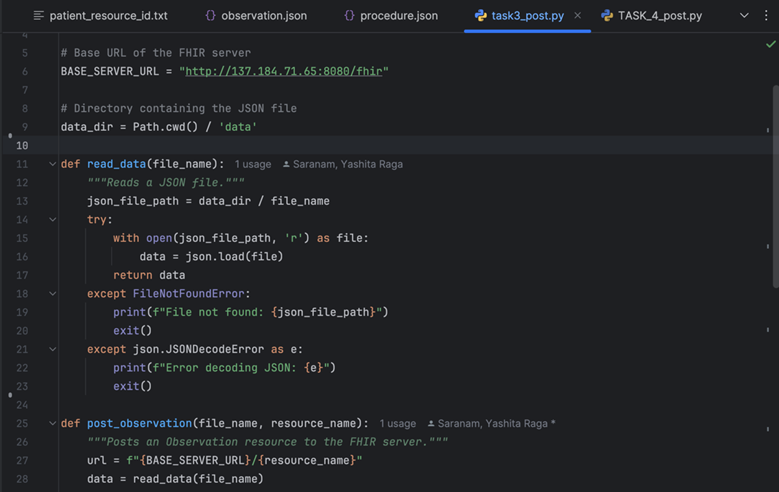 patient_resource_id.txt {} observation.json {} procedure.json task3_post.py × TASK_4_post.py
4
5 # Base URL of the FHIR server
6 BASE_SERVER_URL = "http://137.184.71.65:8080/fhir"
7
8 # Directory containing the JSON file
9 data_dir = Path.cwd() / 'data'
10
11 def read_data(file_name): 1 usage Saranam, Yashita Raga
12 """Reads a JSON file."""
13 json_file_path = data_dir / file_name
14 try:
15 with open(json_file_path, 'r') as file:
16 data = json.load(file)
17 return data
18 except FileNotFoundError:
19 print(f"File not found: {json_file_path}")
20 exit()
21 except json.JSONDecodeError as e:
22 print(f"Error decoding JSON: {e}")
23 exit()
24
25 def post_observation(file_name, resource_name): 1 usage Saranam, Yashita Raga *
26 """Posts an Observation resource to the FHIR server."""
27 url = f"{BASE_SERVER_URL}/{resource_name}"
28 data = read_data(file_name)